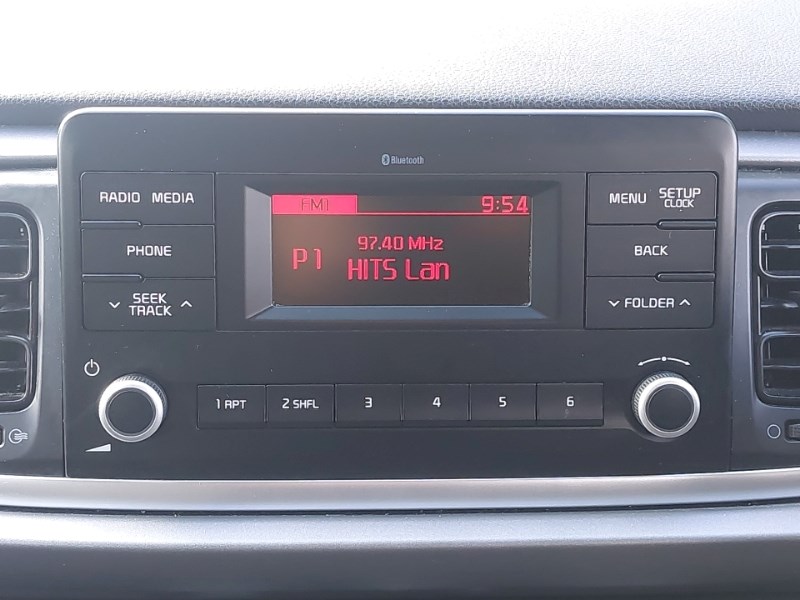 Bluetooth
RADIO MEDIA
PHONE
SEEK
TRACK
FM1 9:54
P1
97.40 MHz
HITS Lan
MENU SETUP
CLOCK
BACK
FOLDER
1 RPT 2 SHFL 3 4 5 6